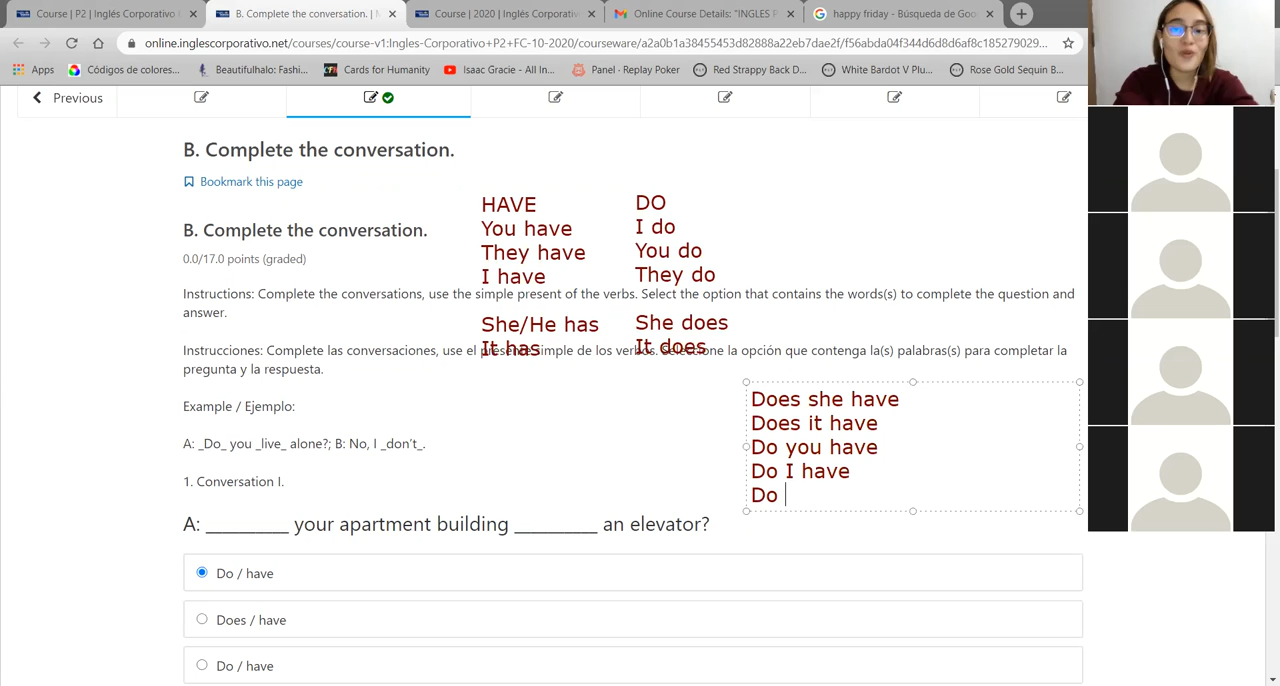 Course | P2 | Inglés Corporativo
B. Complete the conversation. |
Course | 2020 | Inglés Corporativ
Online Course Details: "INGLES P
happy friday - Búsqueda de Goo
online.inglescorporativo.net/courses/course-v1:Ingles-Corporativo+P2+FC-10-2020/courseware/a2a0b1a38455453d82888a22eb7dae2f/f56abda04f344d6d8d6af8c185279029...
Apps
Códigos de colores...
Beautifulhalo: Fashi...
Cards for Humanity
Isaac Gracie - All In...
Panel · Replay Poker
Red Strappy Back D...
White Bardot V Plu...
Rose Gold Sequin B...
Previous
B. Complete the conversation.
Bookmark this page
HAVE
You have
They have
I have
She/He has
It has
DO
I do
You do
They do
She does
It does
B. Complete the conversation.
0.0/17.0 points (graded)
Instructions: Complete the conversations, use the simple present of the verbs. Select the option that contains the words(s) to complete the question and
answer.
Instrucciones: Complete las conversaciones, use el presente simple de los verbos. Seleccione la opción que contenga la(s) palabras(s) para completar la
pregunta y la respuesta.
Example / Ejemplo:
A: _Do_ you _live_ alone?; B: No, I _don't_.
1. Conversation I.
Does she have
Does it have
Do you have
Do I have
Do
A: _________ your apartment building _________ an elevator?
Do / have
Does / have
Do / have